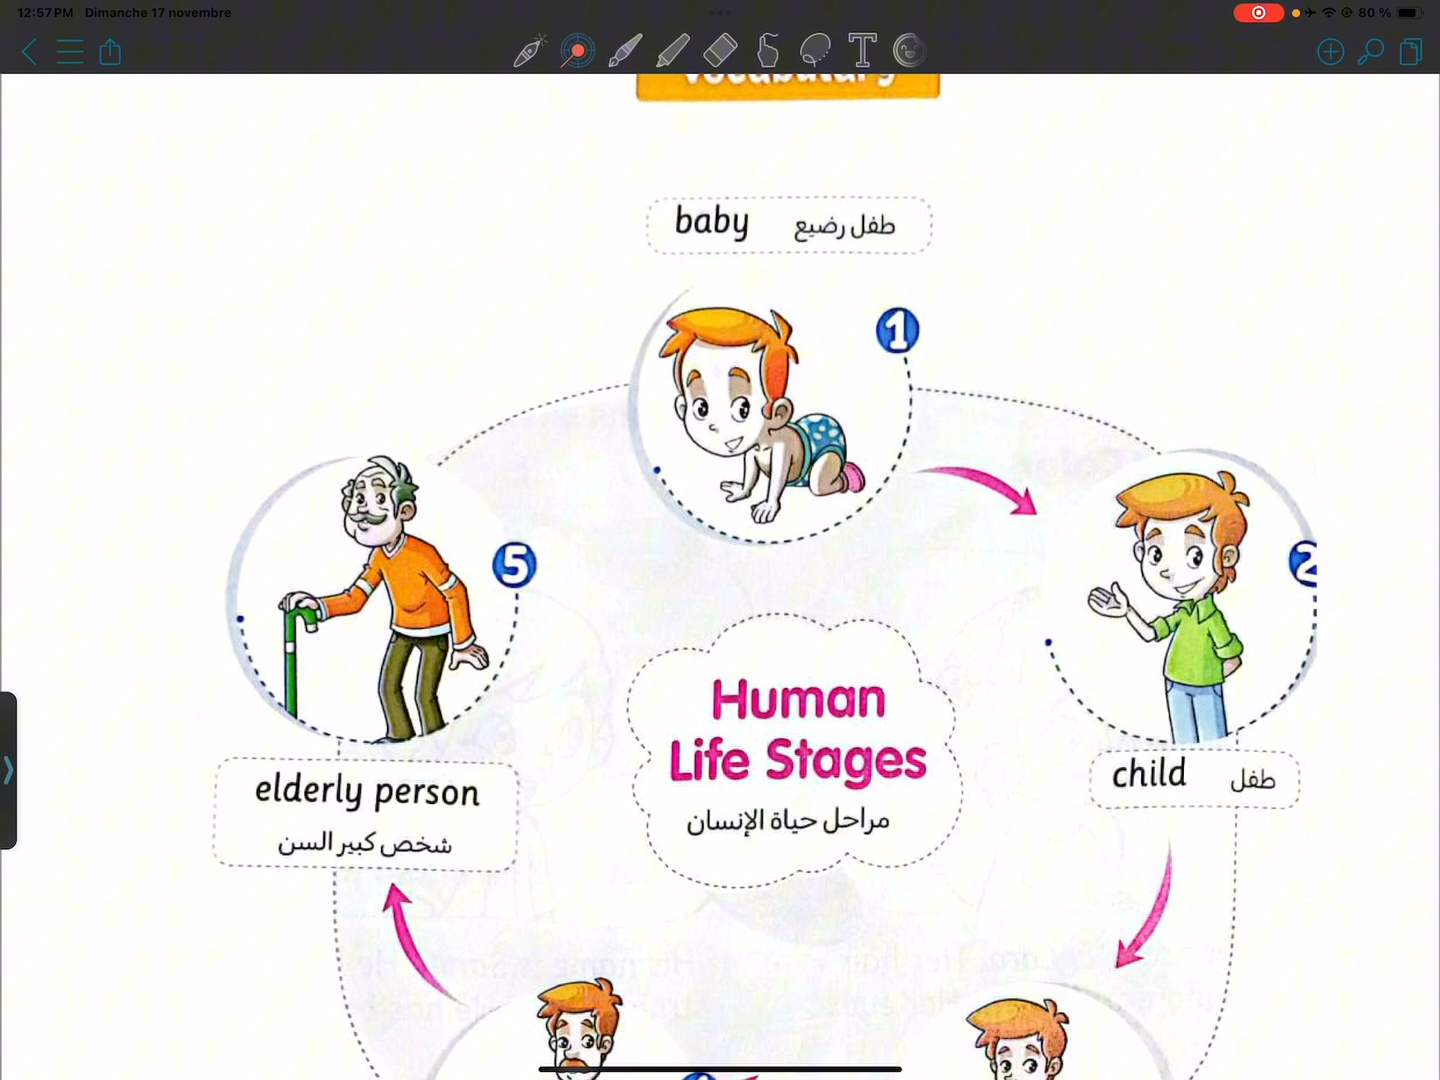 12:57 PM Dimanche 17 novembre
80 %
Vocabulary
baby طفل رضيع
1
2
5
Human
Life Stages
مراحل حياة الإنسان
child طفل
elderly person
شخص كبير السن